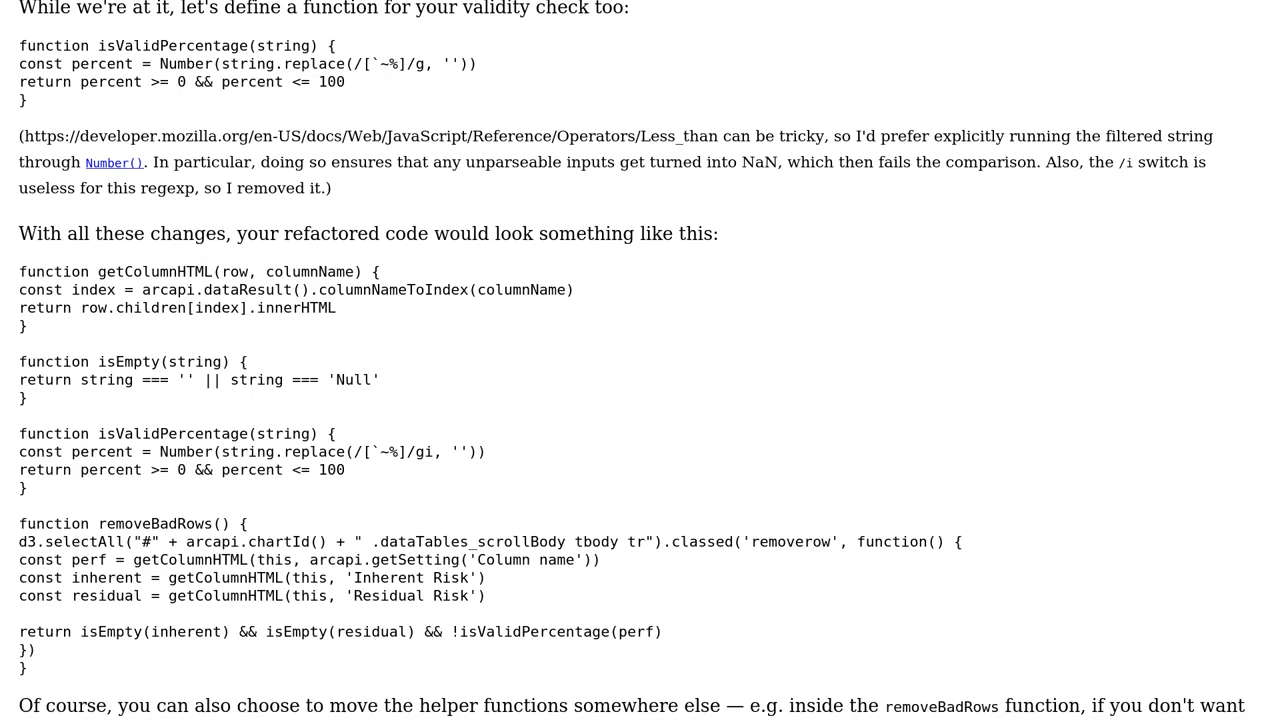 While we're at it, let's define a function for your validity check too:
function isValidPercentage(string) {
const percent = Number(string.replace(/[`~%]/g, ''))
return percent >= 0 && percent <= 100
}
(https://developer.mozilla.org/en-US/docs/Web/JavaScript/Reference/Operators/Less_than can be tricky, so I'd prefer explicitly running the filtered string
through Number(). In particular, doing so ensures that any unparseable inputs get turned into NaN, which then fails the comparison. Also, the /i switch is
useless for this regexp, so I removed it.)
With all these changes, your refactored code would look something like this:
function getColumnHTML(row, columnName) {
const index = arcapi.dataResult().columnNameToIndex(columnName)
return row.children[index].innerHTML
}
function isEmpty(string) {
return string === '' || string === 'Null'
}
function isValidPercentage(string) {
const percent = Number(string.replace(/[`~%]/gi, ''))
return percent >= 0 && percent <= 100
}
function removeBadRows() {
d3.selectAll("#" + arcapi.chartId() + " .dataTables_scrollBody tbody tr").classed('removerow', function() {
const perf = getColumnHTML(this, arcapi.getSetting('Column name'))
const inherent = getColumnHTML(this, 'Inherent Risk')
const residual = getColumnHTML(this, 'Residual Risk')
return isEmpty(inherent) && isEmpty(residual) && !isValidPercentage(perf)
})
}
Of course, you can also choose to move the helper functions somewhere else — e.g. inside the removeBadRows function, if you don't want